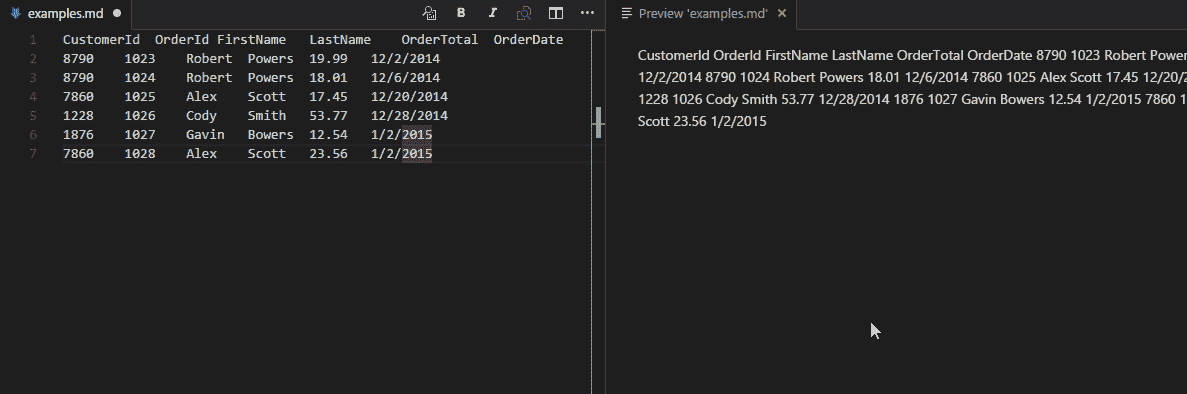 examples.md
B I
Preview 'examples.md'
1 CustomerId OrderId FirstName LastName OrderTotal OrderDate
2 8790 1023 Robert Powers 19.99 12/2/2014
3 8790 1024 Robert Powers 18.01 12/6/2014
4 7860 1025 Alex Scott 17.45 12/20/2014
5 1228 1026 Cody Smith 53.77 12/28/2014
6 1876 1027 Gavin Bowers 12.54 1/2/2015
7 7860 1028 Alex Scott 23.56 1/2/2015
CustomerId OrderId FirstName LastName OrderTotal OrderDate 8790 1023 Robert Power
12/2/2014 8790 1024 Robert Powers 18.01 12/6/2014 7860 1025 Alex Scott 17.45 12/20/2
1228 1026 Cody Smith 53.77 12/28/2014 1876 1027 Gavin Bowers 12.54 1/2/2015 7860 1
Scott 23.56 1/2/2015